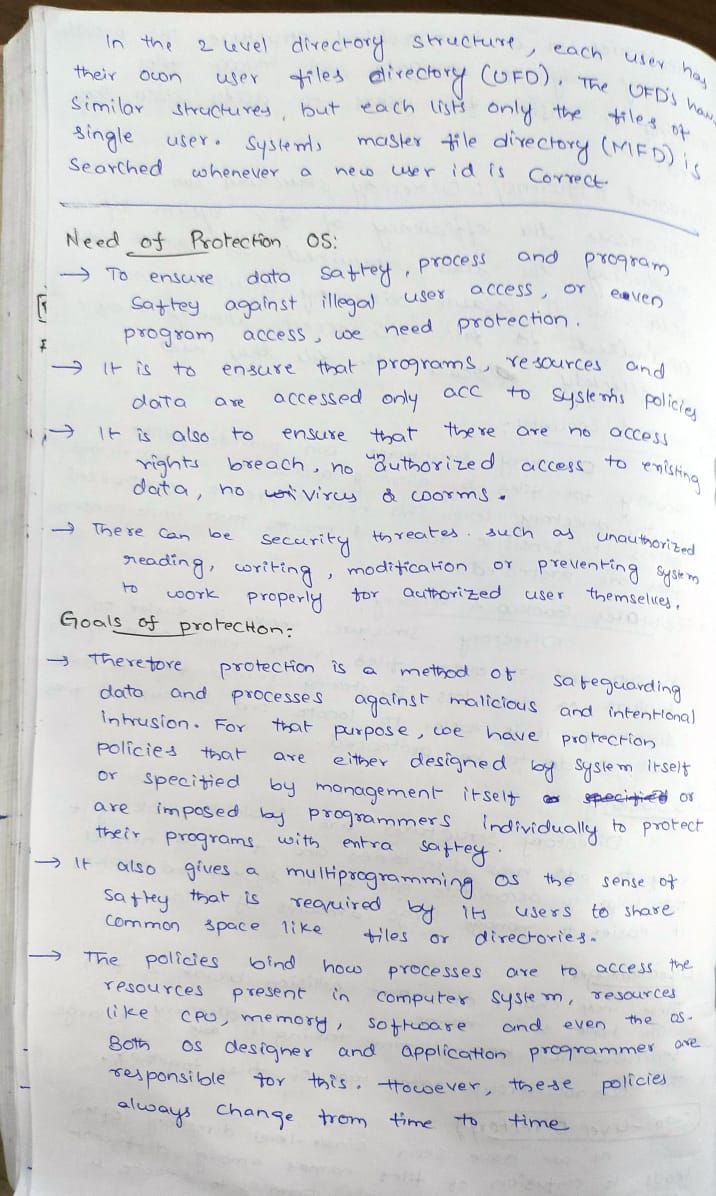 In the 2 level directory structure, each user has
their own user files directory (UFD). The UFD's have
similar structures, but each lists only the files of
single user. System's master file directory (MFD) is
Searched whenever a new user id is Correct.
Need of Protection OS:
→ To ensure data saftey, process and program
saftey against illegal user access, or even
program access, we need protection.
→ It is to ensure that programs, resources and
data are accessed only acc to systems policies
→ It is also to ensure that there are no access
rights breach, no authorized access to existing
data, no virus & worms.
→ There can be security threates. such as unauthorized
reading, writing, modification or preventing system
to work properly for authorized user themselves.
Goals of protection:
→ Therefore protection is a method of safeguarding
data and processes against malicious and intentional
intrusion. For that purpose, we have protection
policies that are either designed by system itself
or specified by management itself specified or
are imposed by programmers individually to protect
their programs with extra saftey.
→ It also gives a multiprogramming OS the sense of
saftey that is required by its users to share
common space like files or directories.
→ The policies bind how processes are to access the
resources present in computer system, resources
like CPU, memory, software and even the OS.
Both OS designer and application programmer are
responsible for this. However, these policies
always change from time to time